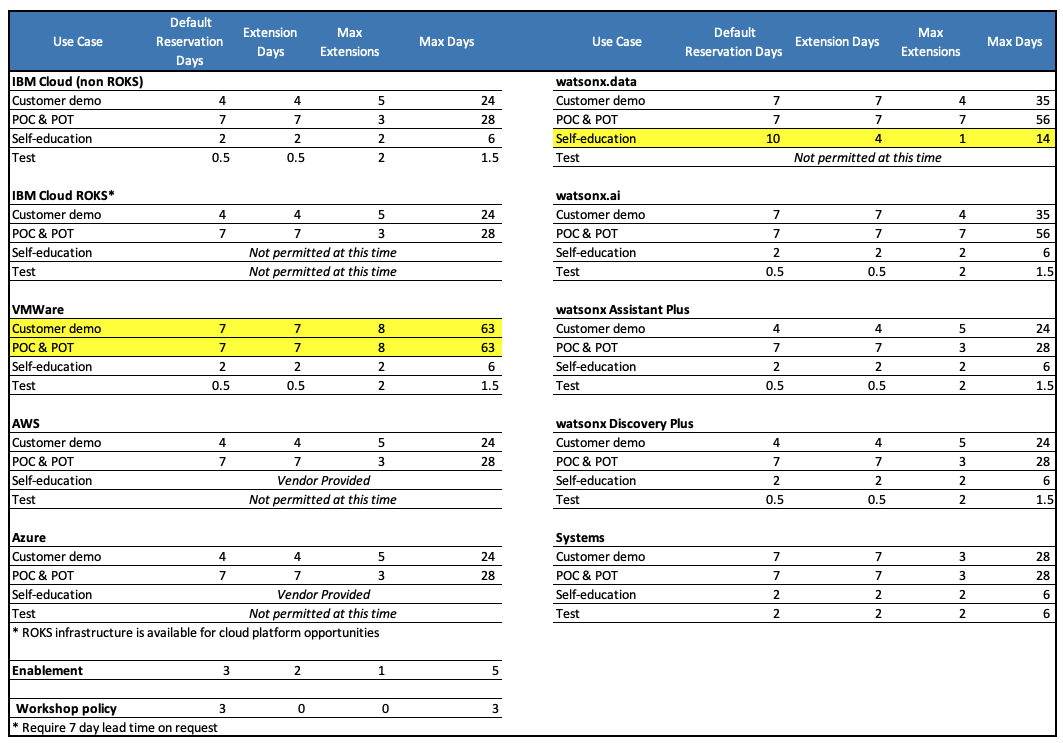 Use Case Default Reservation Days Extension Days Max Extensions Max Days
IBM Cloud (non ROKS)
Customer demo 4 4 5 24
POC & POT 7 7 3 28
Self-education 2 2 2 6
Test 0.5 0.5 2 1.5
IBM Cloud ROKS*
Customer demo 4 4 5 24
POC & POT 7 7 3 28
Self-education Not permitted at this time
Test Not permitted at this time
VMWare
Customer demo 7 7 8 63
POC & POT 7 7 8 63
Self-education 2 2 2 6
Test 0.5 0.5 2 1.5
AWS
Customer demo 4 4 5 24
POC & POT 7 7 3 28
Self-education Vendor Provided
Test Not permitted at this time
Azure
Customer demo 4 4 5 24
POC & POT 7 7 3 28
Self-education Vendor Provided
Test Not permitted at this time
* ROKS infrastructure is available for cloud platform opportunities
Enablement 3 2 1 5
Workshop policy 3 0 0 3
* Require 7 day lead time on request
Use Case Default Reservation Days Extension Days Max Extensions Max Days
watsonx.data
Customer demo 7 7 4 35
POC & POT 7 7 7 56
Self-education 10 4 1 14
Test Not permitted at this time
watsonx.ai
Customer demo 7 7 4 35
POC & POT 7 7 7 56
Self-education 2 2 2 6
Test 0.5 0.5 2 1.5
watsonx Assistant Plus
Customer demo 4 4 5 24
POC & POT 7 7 3 28
Self-education 2 2 2 6
Test 0.5 0.5 2 1.5
watsonx Discovery Plus
Customer demo 4 4 5 24
POC & POT 7 7 3 28
Self-education 2 2 2 6
Test 0.5 0.5 2 1.5
Systems
Customer demo 7 7 3 28
POC & POT 7 7 3 28
Self-education 2 2 2 6
Test 2 2 2 6